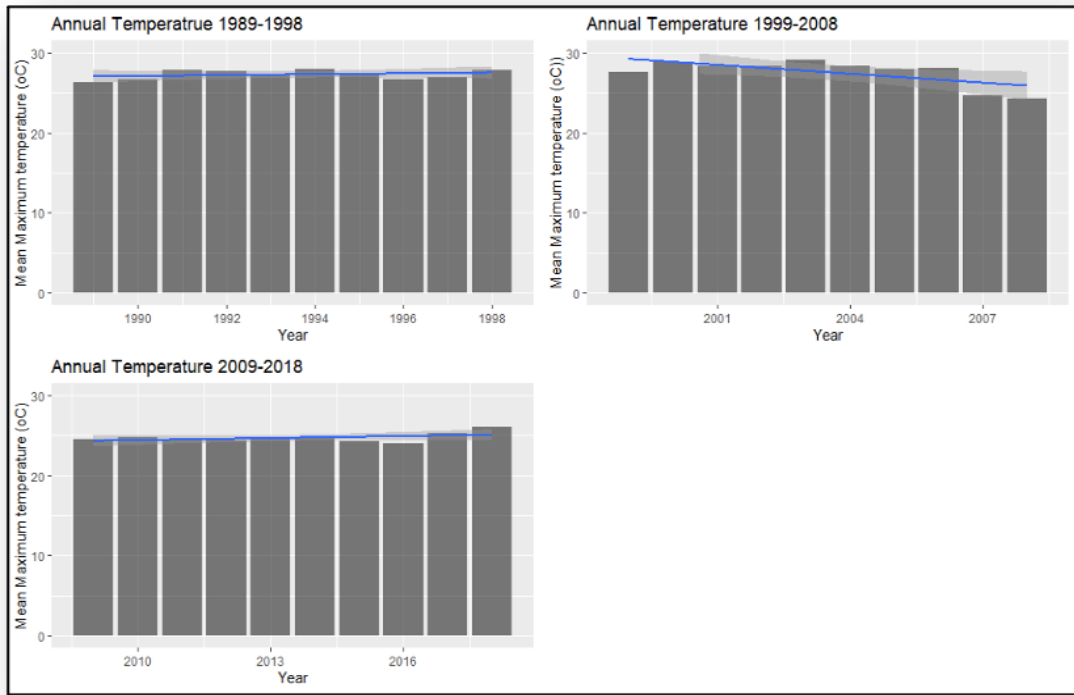 Annual Temperatrue 1989-1998
30
20
10
0
Mean Maximum temperature (oC)
1990 1992 1994 1996 1998
Year
Annual Temperature 1999-2008
30
20
10
0
Mean Maximum temperature (oC))
2001 2004 2007
Year
Annual Temperature 2009-2018
30
20
10
0
Mean Maximum temperature (oC)
2010 2013 2016
Year